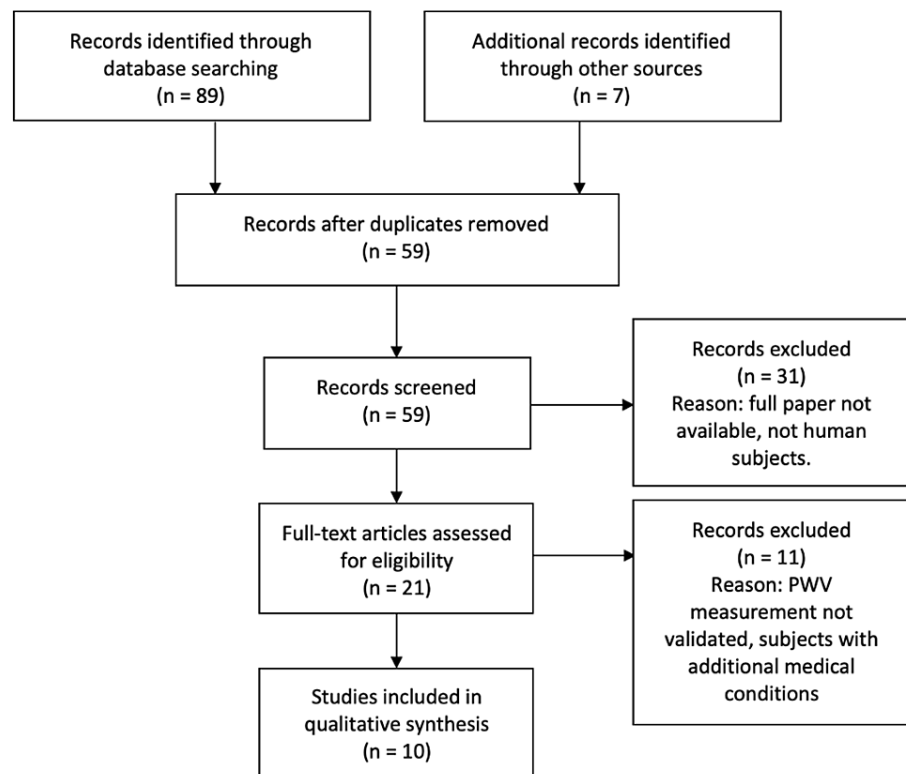 Records identified through
database searching
(n = 89)
Additional records identified
through other sources
(n = 7)
Records after duplicates removed
(n = 59)
Records screened
(n = 59)
Records excluded
(n = 31)
Reason: full paper not
available, not human
subjects.
Full-text articles assessed
for eligibility
(n = 21)
Records excluded
(n = 11)
Reason: PWV
measurement not
validated, subjects with
additional medical
conditions
Studies included in
qualitative synthesis
(n = 10)